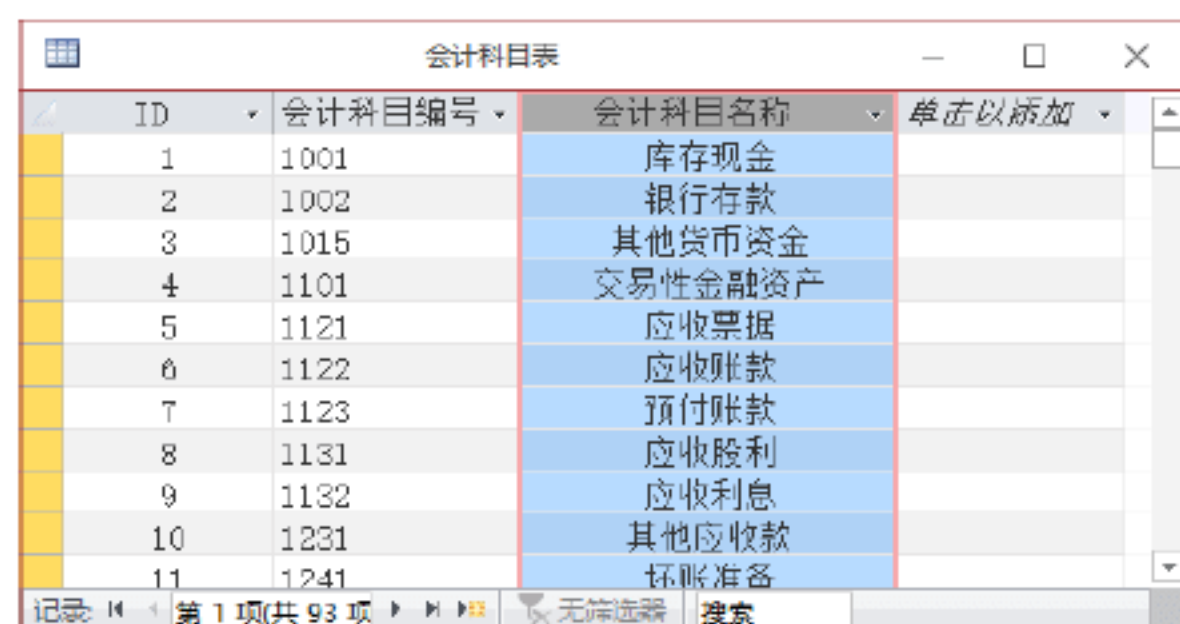 会计科目表
ID 会计科目编号 会计科目名称 单击以添加
1 1001 库存现金
2 1002 银行存款
3 1015 其他货币资金
4 1101 交易性金融资产
5 1121 应收票据
6 1122 应收账款
7 1123 预付账款
8 1131 应收股利
9 1132 应收利息
10 1231 其他应收款
11 1241 坏账准备
记录: 第 1 项(共 93 项 无筛选器 搜索